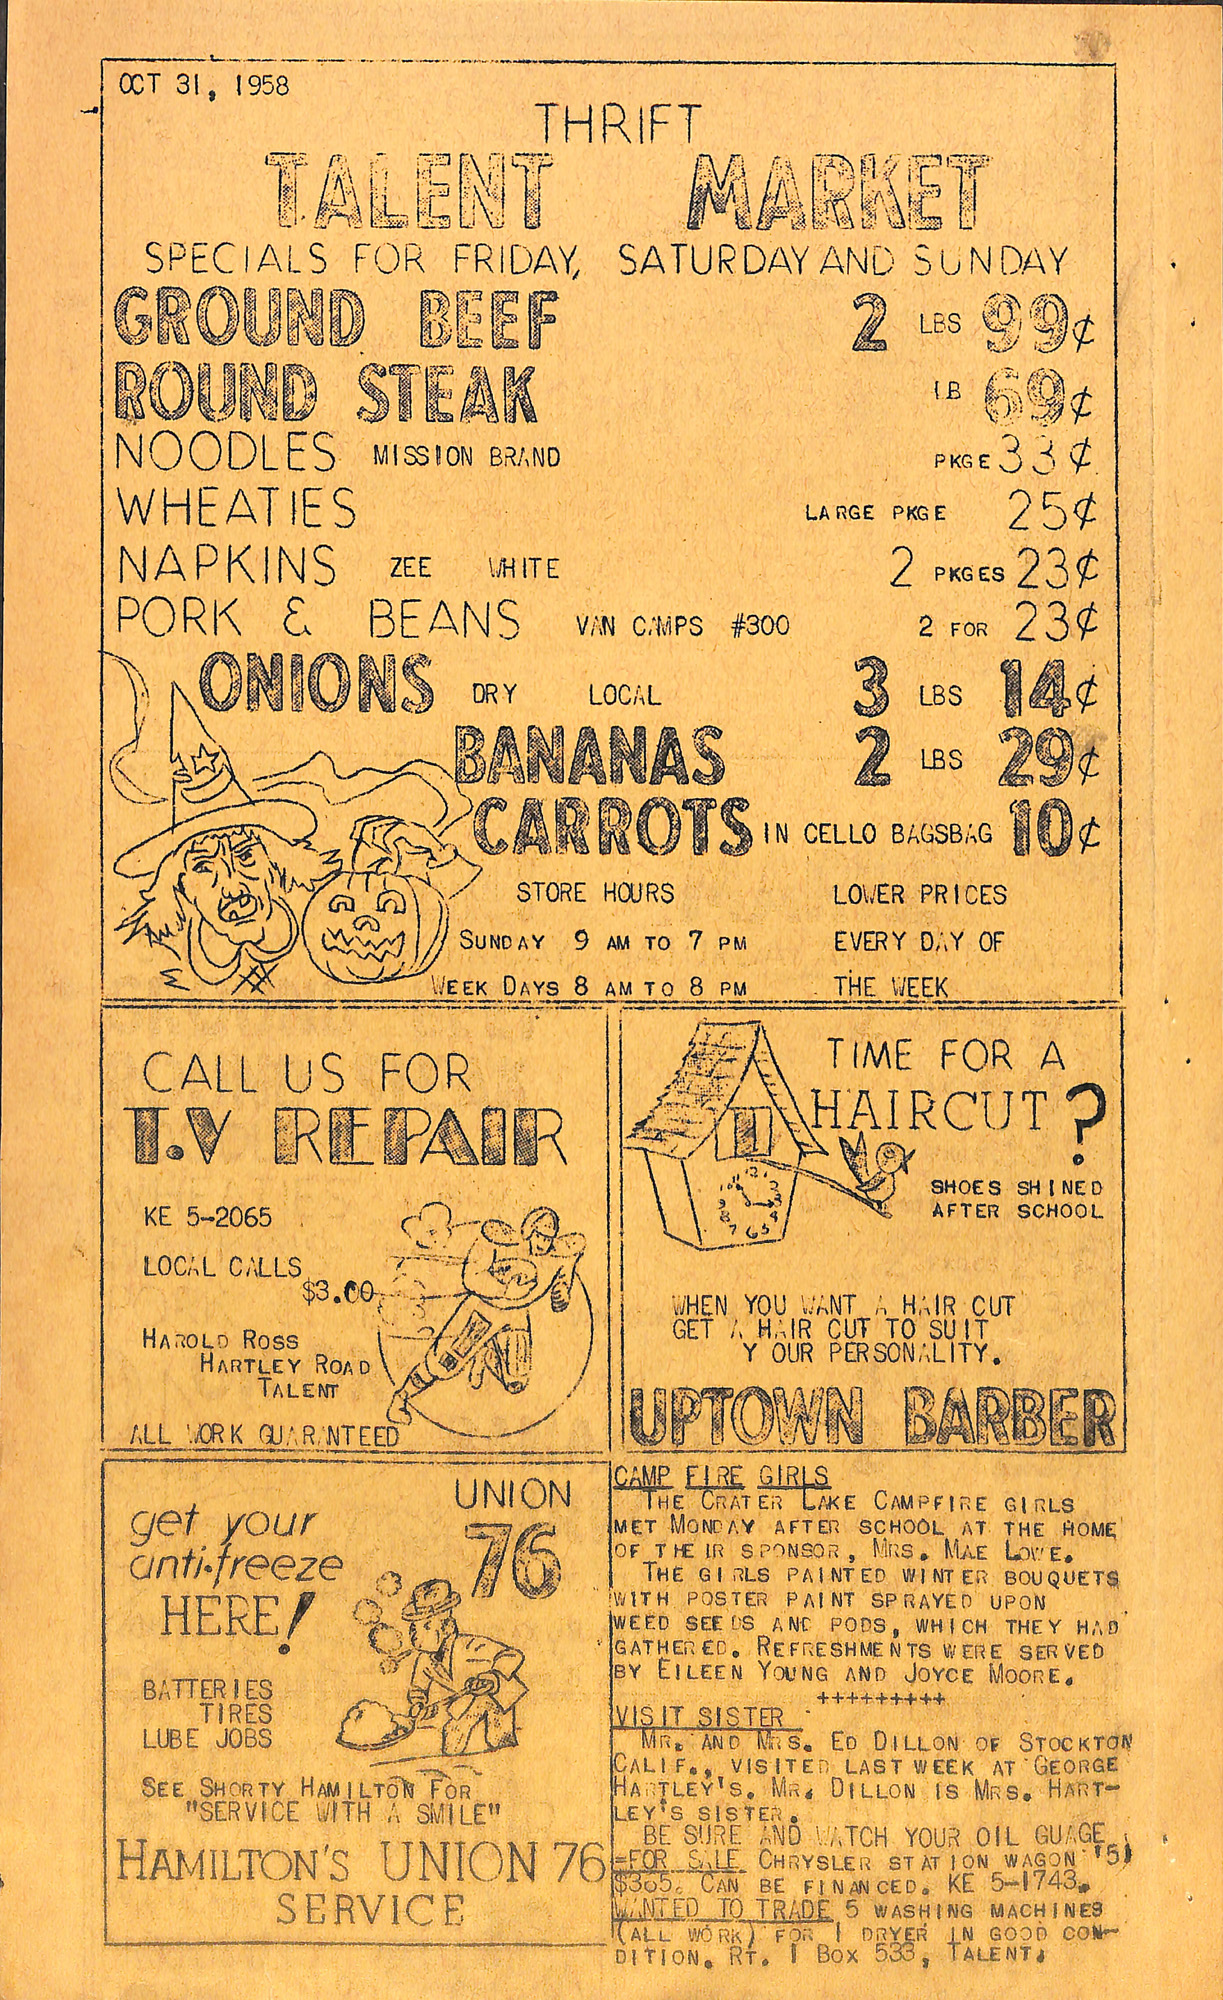 OCT 31, 1958
THRIFT
TALENT MARKET
SPECIALS FOR FRIDAY, SATURDAY AND SUNDAY
GROUND BEEF 2 LBS 99¢
ROUND STEAK LB 69¢
NOODLES MISSION BRAND PKGE 33¢
WHEATIES LARGE PKGE 25¢
NAPKINS ZEE WHITE 2 PKGES 23¢
PORK & BEANS VAN CAMPS #300 2 FOR 23¢
ONIONS DRY LOCAL 3 LBS 14¢
BANANAS 2 LBS 29¢
CARROTS IN CELLO BAGSBAG 10¢
STORE HOURS
SUNDAY 9 AM TO 7 PM
WEEK DAYS 8 AM TO 8 PM
LOWER PRICES
EVERY DAY OF
THE WEEK
CALL US FOR
T.V REPAIR
KE 5-2065
LOCAL CALLS
$3.00
HAROLD ROSS
HARTLEY ROAD
TALENT
ALL WORK GUARANTEED
TIME FOR A
HAIRCUT?
SHOES SHINED
AFTER SCHOOL
WHEN YOU WANT A HAIR CUT
GET A HAIR CUT TO SUIT
Y OUR PERSONALITY.
UPTOWN BARBER
UNION
76
get your
anti-freeze
HERE!
BATTERIES
TIRES
LUBE JOBS
SEE SHORTY HAMILTON FOR
"SERVICE WITH A SMILE"
HAMILTON'S UNION 76
SERVICE
CAMP FIRE GIRLS
THE CRATER LAKE CAMPFIRE GIRLS
MET MONDAY AFTER SCHOOL AT THE HOME
OF THEIR SPONSOR, MRS. MAE LOWE.
THE GIRLS PAINTED WINTER BOUQUETS
WITH POSTER PAINT SPRAYED UPON
WEED SEEDS AND PODS, WHICH THEY HAD
GATHERED. REFRESHMENTS WERE SERVED
BY EILEEN YOUNG AND JOYCE MOORE.
+++++++++
VISIT SISTER
MR. AND MRS. ED DILLON OF STOCKTON
CALIF., VISITED LAST WEEK AT GEORGE
HARTLEY'S. MR. DILLON IS MRS. HART-
LEY'S SISTER.
BE SURE AND WATCH YOUR OIL GUAGE
=FOR SALE CHRYSLER STATION WAGON '51
$365. CAN BE FINANCED. KE 5-1743.
WANTED TO TRADE 5 WASHING MACHINES
(ALL WORK) FOR 1 DRYER IN GOOD CON-
DITION. RT. 1 BOX 533, TALENT.